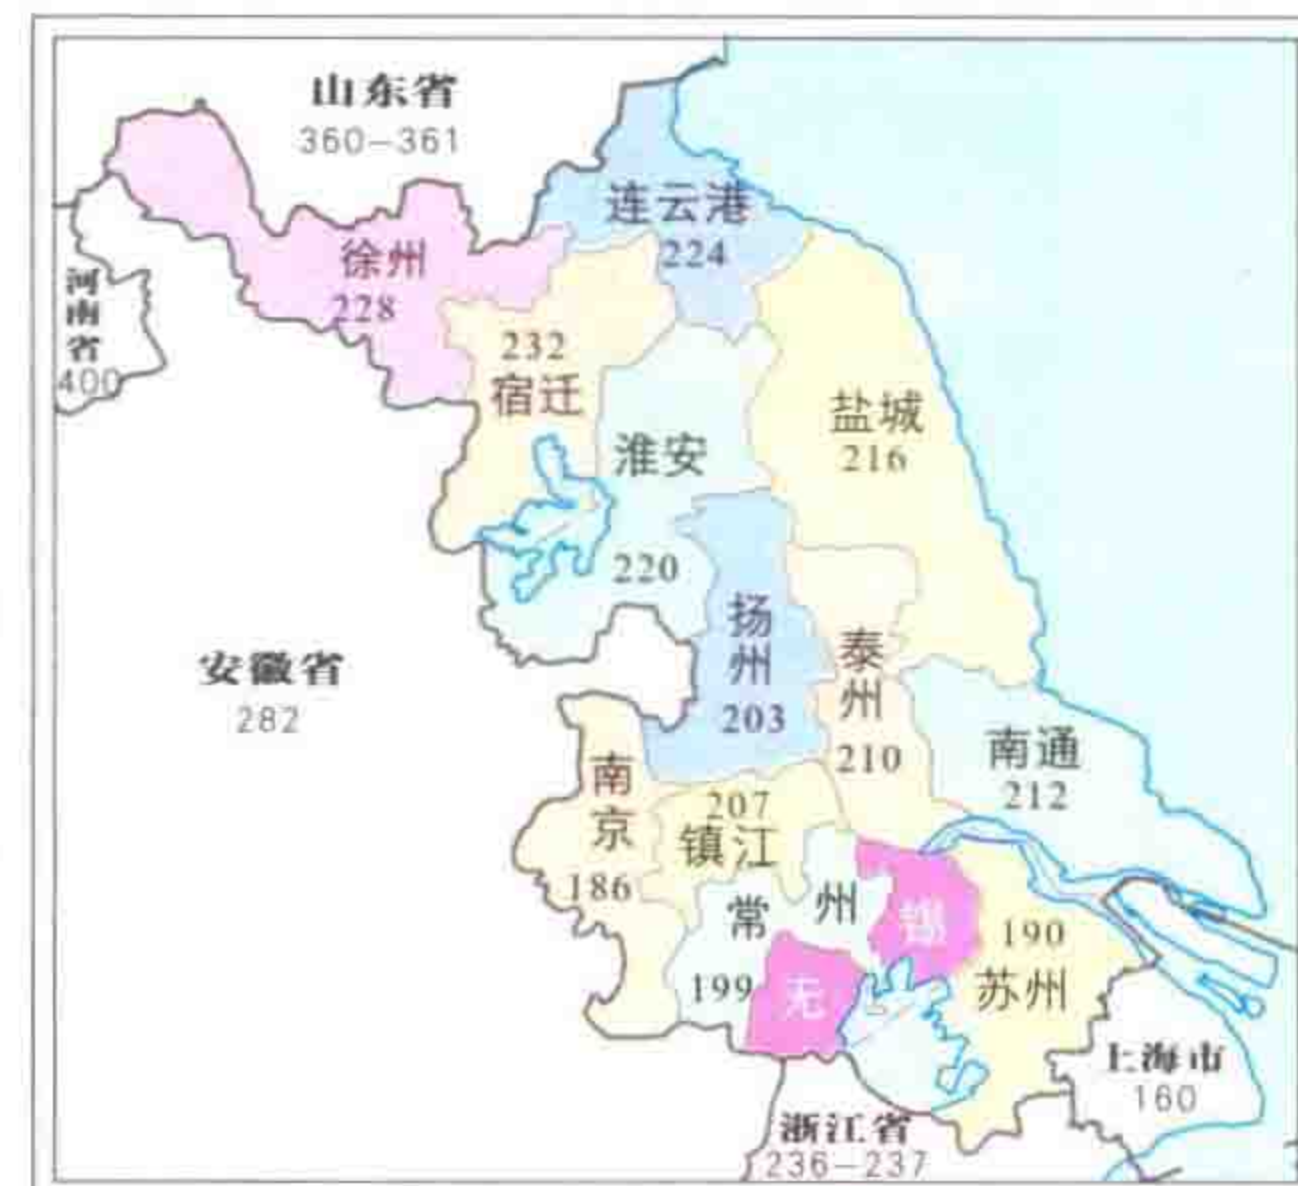 山东省
360—361
连云港
224
徐州
228
河南省
400
232
宿迁
盐城
216
淮安
220
扬州
203
泰州
210
安徽省
282
南通
212
南京
186
207
镇江
常州
199
无锡
190
苏州
上海市
160
浙江省
236—237